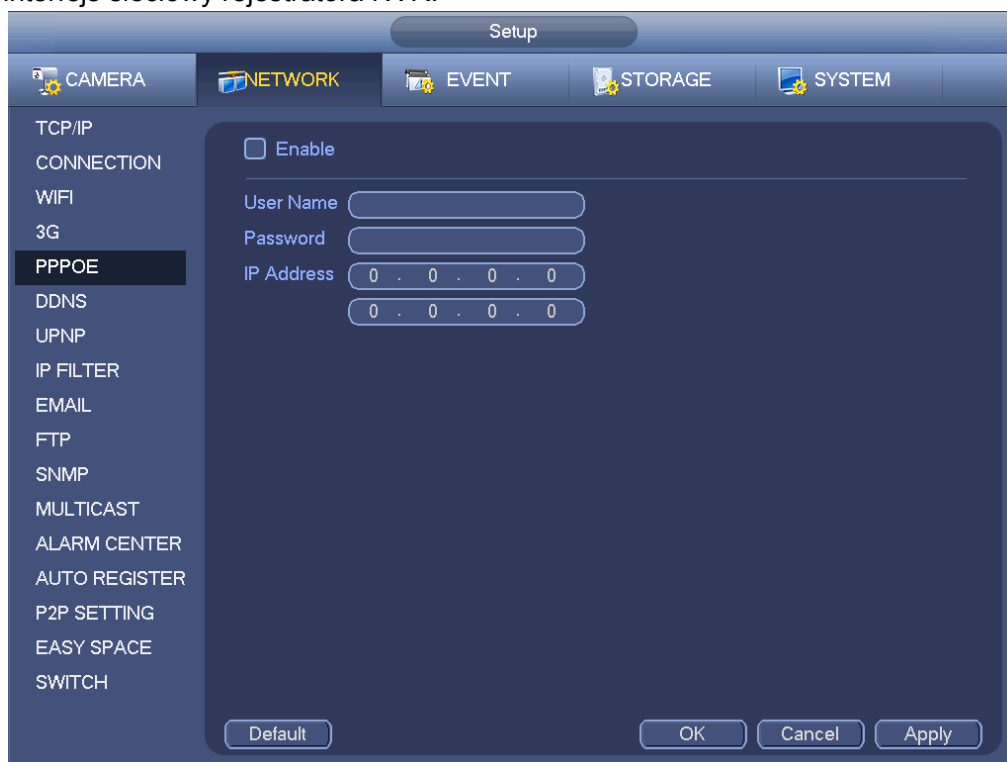 Setup
CAMERA NETWORK EVENT STORAGE SYSTEM
TCP/IP
CONNECTION
WIFI
3G
PPPOE
DDNS
UPNP
IP FILTER
EMAIL
FTP
SNMP
MULTICAST
ALARM CENTER
AUTO REGISTER
P2P SETTING
EASY SPACE
SWITCH
Enable
User Name
Password
IP Address 0 . 0 . 0 . 0
0 . 0 . 0 . 0
Default OK Cancel Apply